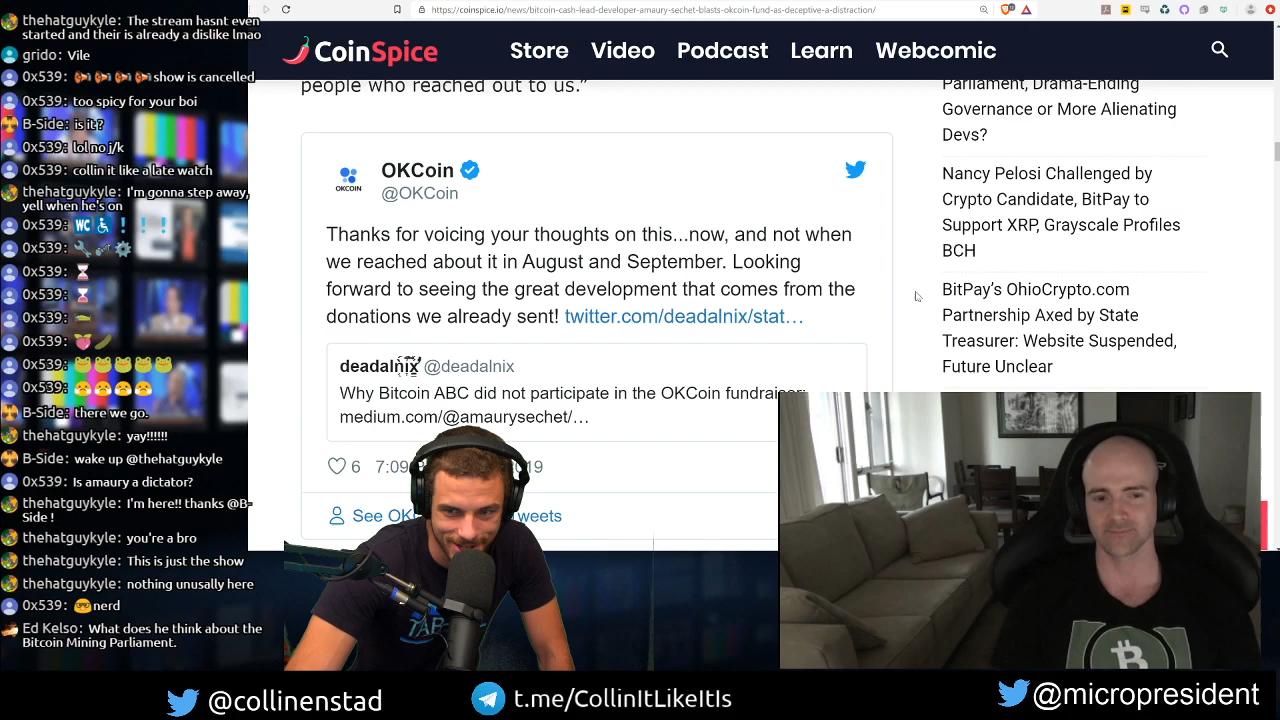 thehatguykyle: The stream hasnt even
started and their is already a dislike lmao
grido: Vile
0x539: show is cancelled
0x539: too spicy for your boi
B-Side: is it?
0x539: lol no j/k
0x539: collin it like a late watch
thehatguykyle: I'm gonna step away,
yell when he's on
0x539: WC
0x539:
0x539:
0x539:
0x539:
0x539:
0x539:
0x539:
B-Side: there we go.
thehatguykyle: yay!!!!!!
B-Side: wake up @thehatguykyle
0x539: Is amaury a dictator?
thehatguykyle: I'm here!! thanks @B-
Side !
thehatguykyle: you're a bro
thehatguykyle: This is just the show
thehatguykyle: nothing unusally here
0x539: nerd
Ed Kelso: What does he think about the
Bitcoin Mining Parliament.
https://coinspice.io/news/bitcoin-cash-lead-developer-amaury-sechet-blasts-okcoin-fund-as-deceptive-a-distraction/
CoinSpice
Store Video Podcast Learn Webcomic
people who reached out to us.”
OKCOIN
OKCoin
@OKCoin
Thanks for voicing your thoughts on this...now, and not when
we reached about it in August and September. Looking
forward to seeing the great development that comes from the
donations we already sent! twitter.com/deadalnix/stat…
deadalnix @deadalnix
Why Bitcoin ABC did not participate in the OKCoin fundraiser:
medium.com/@amaurysechet/…
6 7:09 2019
See OK Tweets
Parliament, Drama-Ending
Governance or More Alienating
Devs?
Nancy Pelosi Challenged by
Crypto Candidate, BitPay to
Support XRP, Grayscale Profiles
BCH
BitPay’s OhioCrypto.com
Partnership Axed by State
Treasurer: Website Suspended,
Future Unclear
TAB
B
@collinenstad
t.me/CollinItLikeItIs
@micropresident